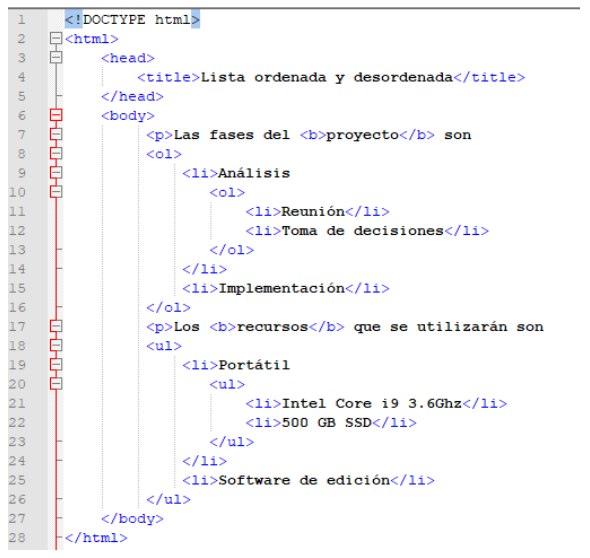 1 <!DOCTYPE html>
2 <html>
3 <head>
4 <title>Lista ordenada y desordenada</title>
5 </head>
6 <body>
7 <p>Las fases del <b>proyecto</b> son
8 <ol>
9 <li>Análisis
10 <ol>
11 <li>Reunión</li>
12 <li>Toma de decisiones</li>
13 </ol>
14 </li>
15 <li>Implementación</li>
16 </ol>
17 <p>Los <b>recursos</b> que se utilizarán son
18 <ul>
19 <li>Portátil
20 <ul>
21 <li>Intel Core i9 3.6Ghz</li>
22 <li>500 GB SSD</li>
23 </ul>
24 </li>
25 <li>Software de edición</li>
26 </ul>
27 </body>
28 </html>